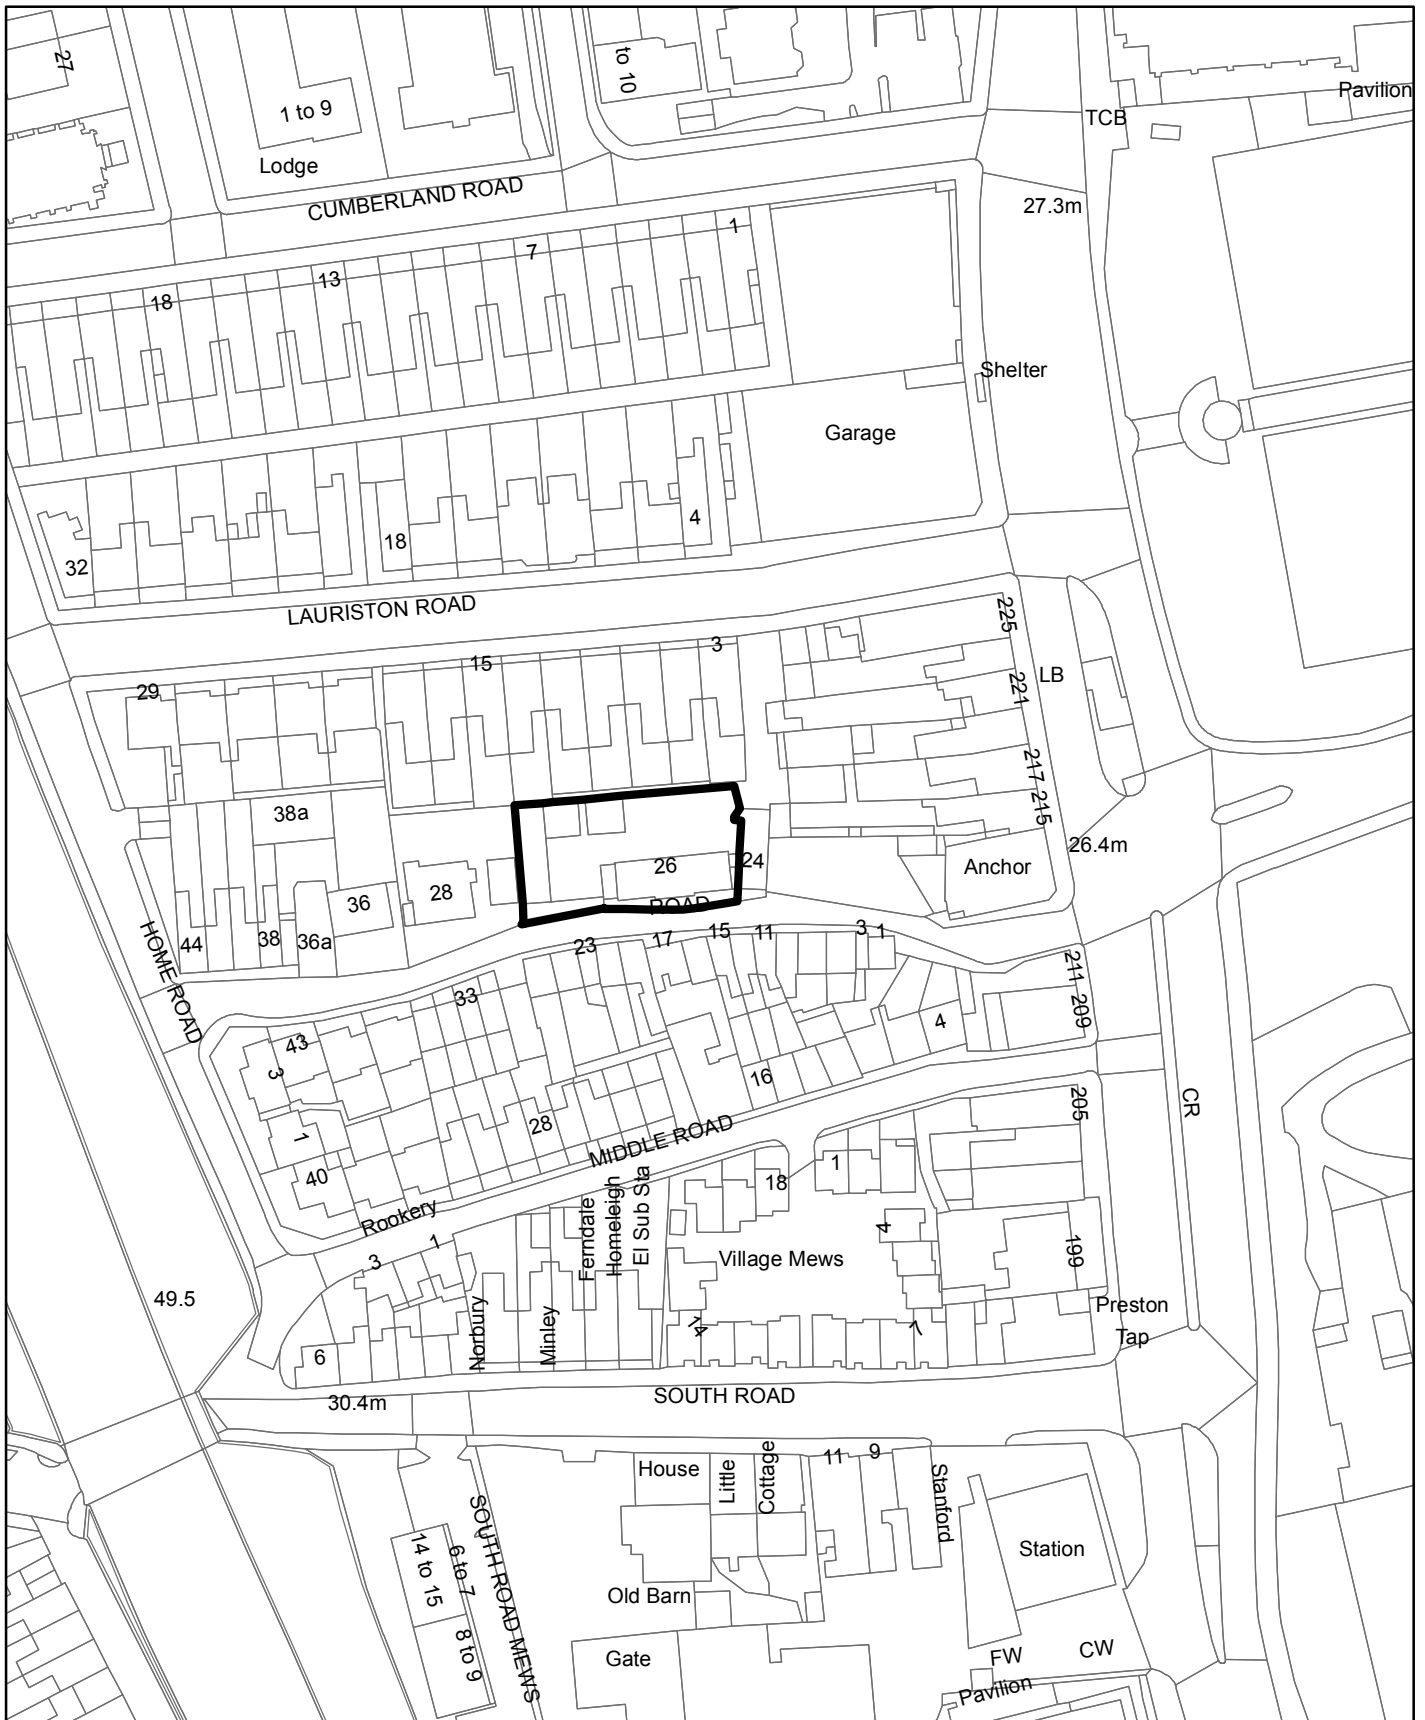 27
1 to 9
Lodge
to 10
TCB
Pavilion
CUMBERLAND ROAD
27.3m
1
7
13
18
Shelter
Garage
4
18
32
LAURISTON ROAD
225
LB
221
3
15
29
217
215
38a
26.4m
24
26
Anchor
28
36
ROAD
44
38
36a
HOME ROAD
23
17
15
11
3
1
211
209
33
43
3
4
16
CR
205
28
1
40
MIDDLE ROAD
1
18
Rookery
Ferndale
Homeleigh
El Sub Sta
4
3
1
Village Mews
199
49.5
Norbury
Minley
14
7
Preston
Tap
6
30.4m
SOUTH ROAD
House
Little
Cottage
11
9
Stanford
SOUTH ROAD MEWS
14 to 15
6 to 7
8 to 9
Station
Old Barn
Gate
FW
CW
Pavilion